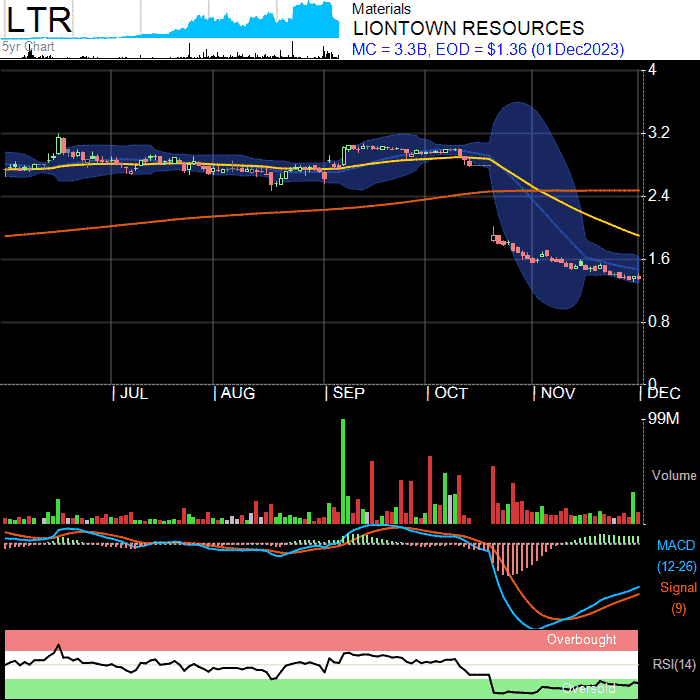 LTR
5yr Chart
Materials
LIONTOWN RESOURCES
MC = 3.3B, EOD = $1.36 (01Dec2023)
4
3.2
2.4
1.6
0.8
0
JUL
AUG
SEP
OCT
NOV
DEC
99M
Volume
MACD
(12-26)
Signal
(9)
Overbought
RSI(14)
Oversold